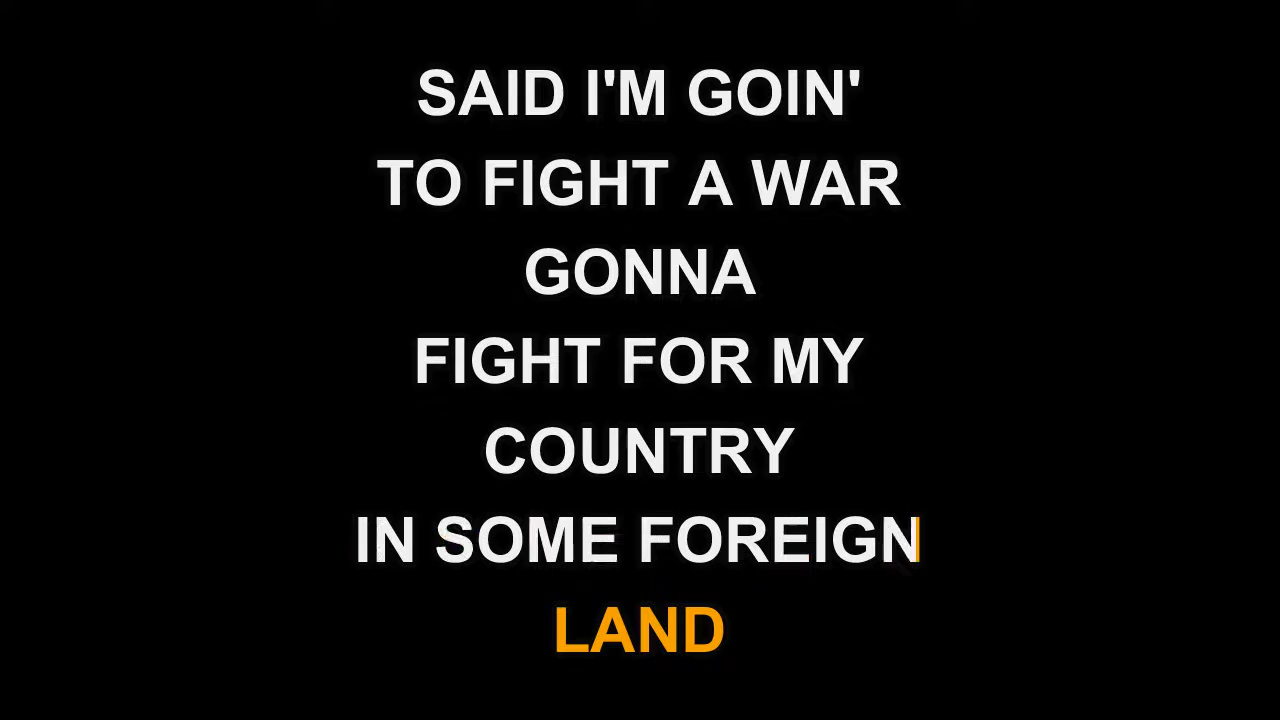 SAID I'M GOIN'
TO FIGHT A WAR
GONNA
FIGHT FOR MY
COUNTRY
IN SOME FOREIGN
LAND